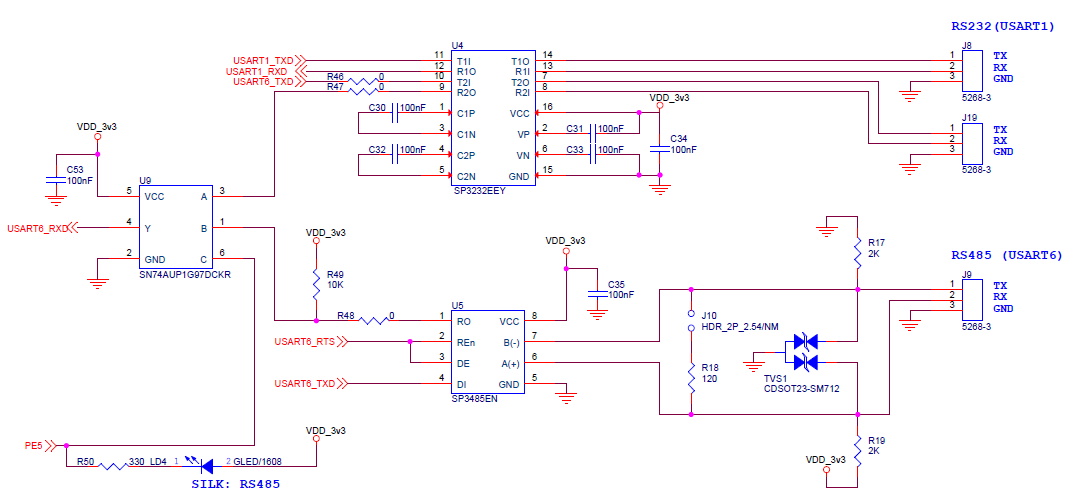 RS232(USART1)
U4
J8
USART1_TXD
11
T1I
T1O
14
1
TX
USART1_RXD
12
R1O
R1I
13
2
RX
USART6_TXD
R46
0
10
T2I
T2O
7
3
GND
R47
0
9
R2O
R2I
8
5268-3
VDD_3v3
C30
100nF
1
C1P
VCC
16
J19
3
C1N
VP
2
C31
100nF
1
TX
VDD_3v3
C34
100nF
2
RX
C32
100nF
4
C2P
VN
6
C33
100nF
3
GND
5
C2N
GND
15
5268-3
C53
100nF
SP3232EEY
U9
5
VCC
A
3
USART6_RXD
4
Y
B
1
2
GND
C
6
SN74AUP1G97DCKR
VDD_3v3
VDD_3v3
R17
2K
RS485 (USART6)
R49
10K
C35
100nF
J9
1
TX
2
RX
3
GND
5268-3
U5
R48
0
1
RO
VCC
8
J10
HDR_2P_2.54/NM
USART6_RTS
2
REn
B(-)
7
3
DE
A(+)
6
R18
120
USART6_TXD
4
DI
GND
5
TVS1
CDSOT23-SM712
SP3485EN
PE5
VDD_3v3
R19
2K
VDD_3v3
R50
330
LD4
1
2
GLED/1608
SILK: RS485